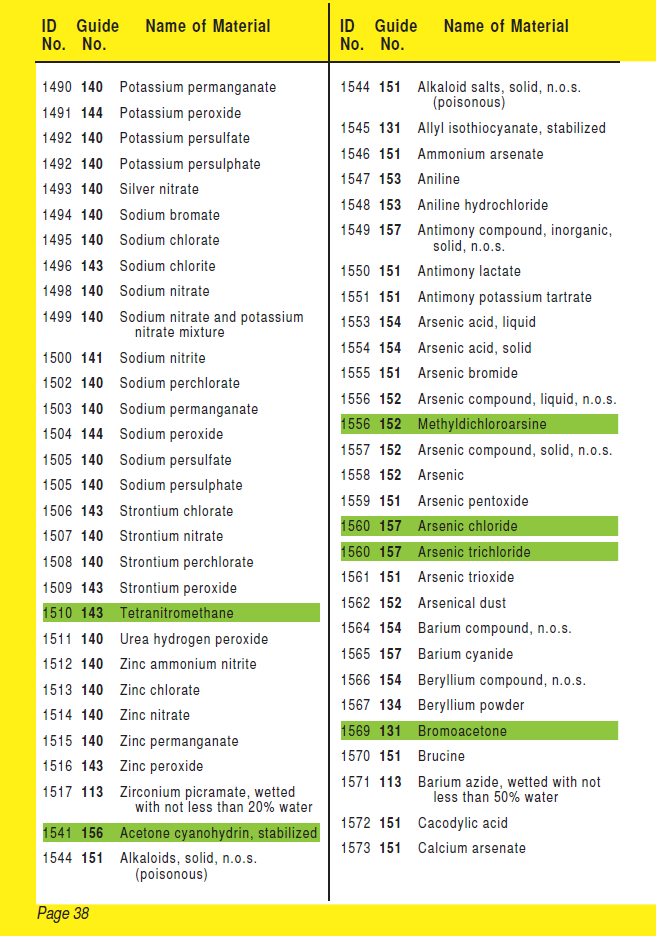 ID Guide Name of Material
No. No.
1490 140 Potassium permanganate
1491 144 Potassium peroxide
1492 140 Potassium persulfate
1492 140 Potassium persulphate
1493 140 Silver nitrate
1494 140 Sodium bromate
1495 140 Sodium chlorate
1496 143 Sodium chlorite
1498 140 Sodium nitrate
1499 140 Sodium nitrate and potassium
nitrate mixture
1500 141 Sodium nitrite
1502 140 Sodium perchlorate
1503 140 Sodium permanganate
1504 144 Sodium peroxide
1505 140 Sodium persulfate
1505 140 Sodium persulphate
1506 143 Strontium chlorate
1507 140 Strontium nitrate
1508 140 Strontium perchlorate
1509 143 Strontium peroxide
1510 143 Tetranitromethane
1511 140 Urea hydrogen peroxide
1512 140 Zinc ammonium nitrite
1513 140 Zinc chlorate
1514 140 Zinc nitrate
1515 140 Zinc permanganate
1516 143 Zinc peroxide
1517 113 Zirconium picramate, wetted
with not less than 20% water
1541 156 Acetone cyanohydrin, stabilized
1544 151 Alkaloids, solid, n.o.s.
(poisonous)
ID Guide Name of Material
No. No.
1544 151 Alkaloid salts, solid, n.o.s.
(poisonous)
1545 131 Allyl isothiocyanate, stabilized
1546 151 Ammonium arsenate
1547 153 Aniline
1548 153 Aniline hydrochloride
1549 157 Antimony compound, inorganic,
solid, n.o.s.
1550 151 Antimony lactate
1551 151 Antimony potassium tartrate
1553 154 Arsenic acid, liquid
1554 154 Arsenic acid, solid
1555 151 Arsenic bromide
1556 152 Arsenic compound, liquid, n.o.s.
1556 152 Methyldichloroarsine
1557 152 Arsenic compound, solid, n.o.s.
1558 152 Arsenic
1559 151 Arsenic pentoxide
1560 157 Arsenic chloride
1560 157 Arsenic trichloride
1561 151 Arsenic trioxide
1562 152 Arsenical dust
1564 154 Barium compound, n.o.s.
1565 157 Barium cyanide
1566 154 Beryllium compound, n.o.s.
1567 134 Beryllium powder
1569 131 Bromoacetone
1570 151 Brucine
1571 113 Barium azide, wetted with not
less than 50% water
1572 151 Cacodylic acid
1573 151 Calcium arsenate
Page 38